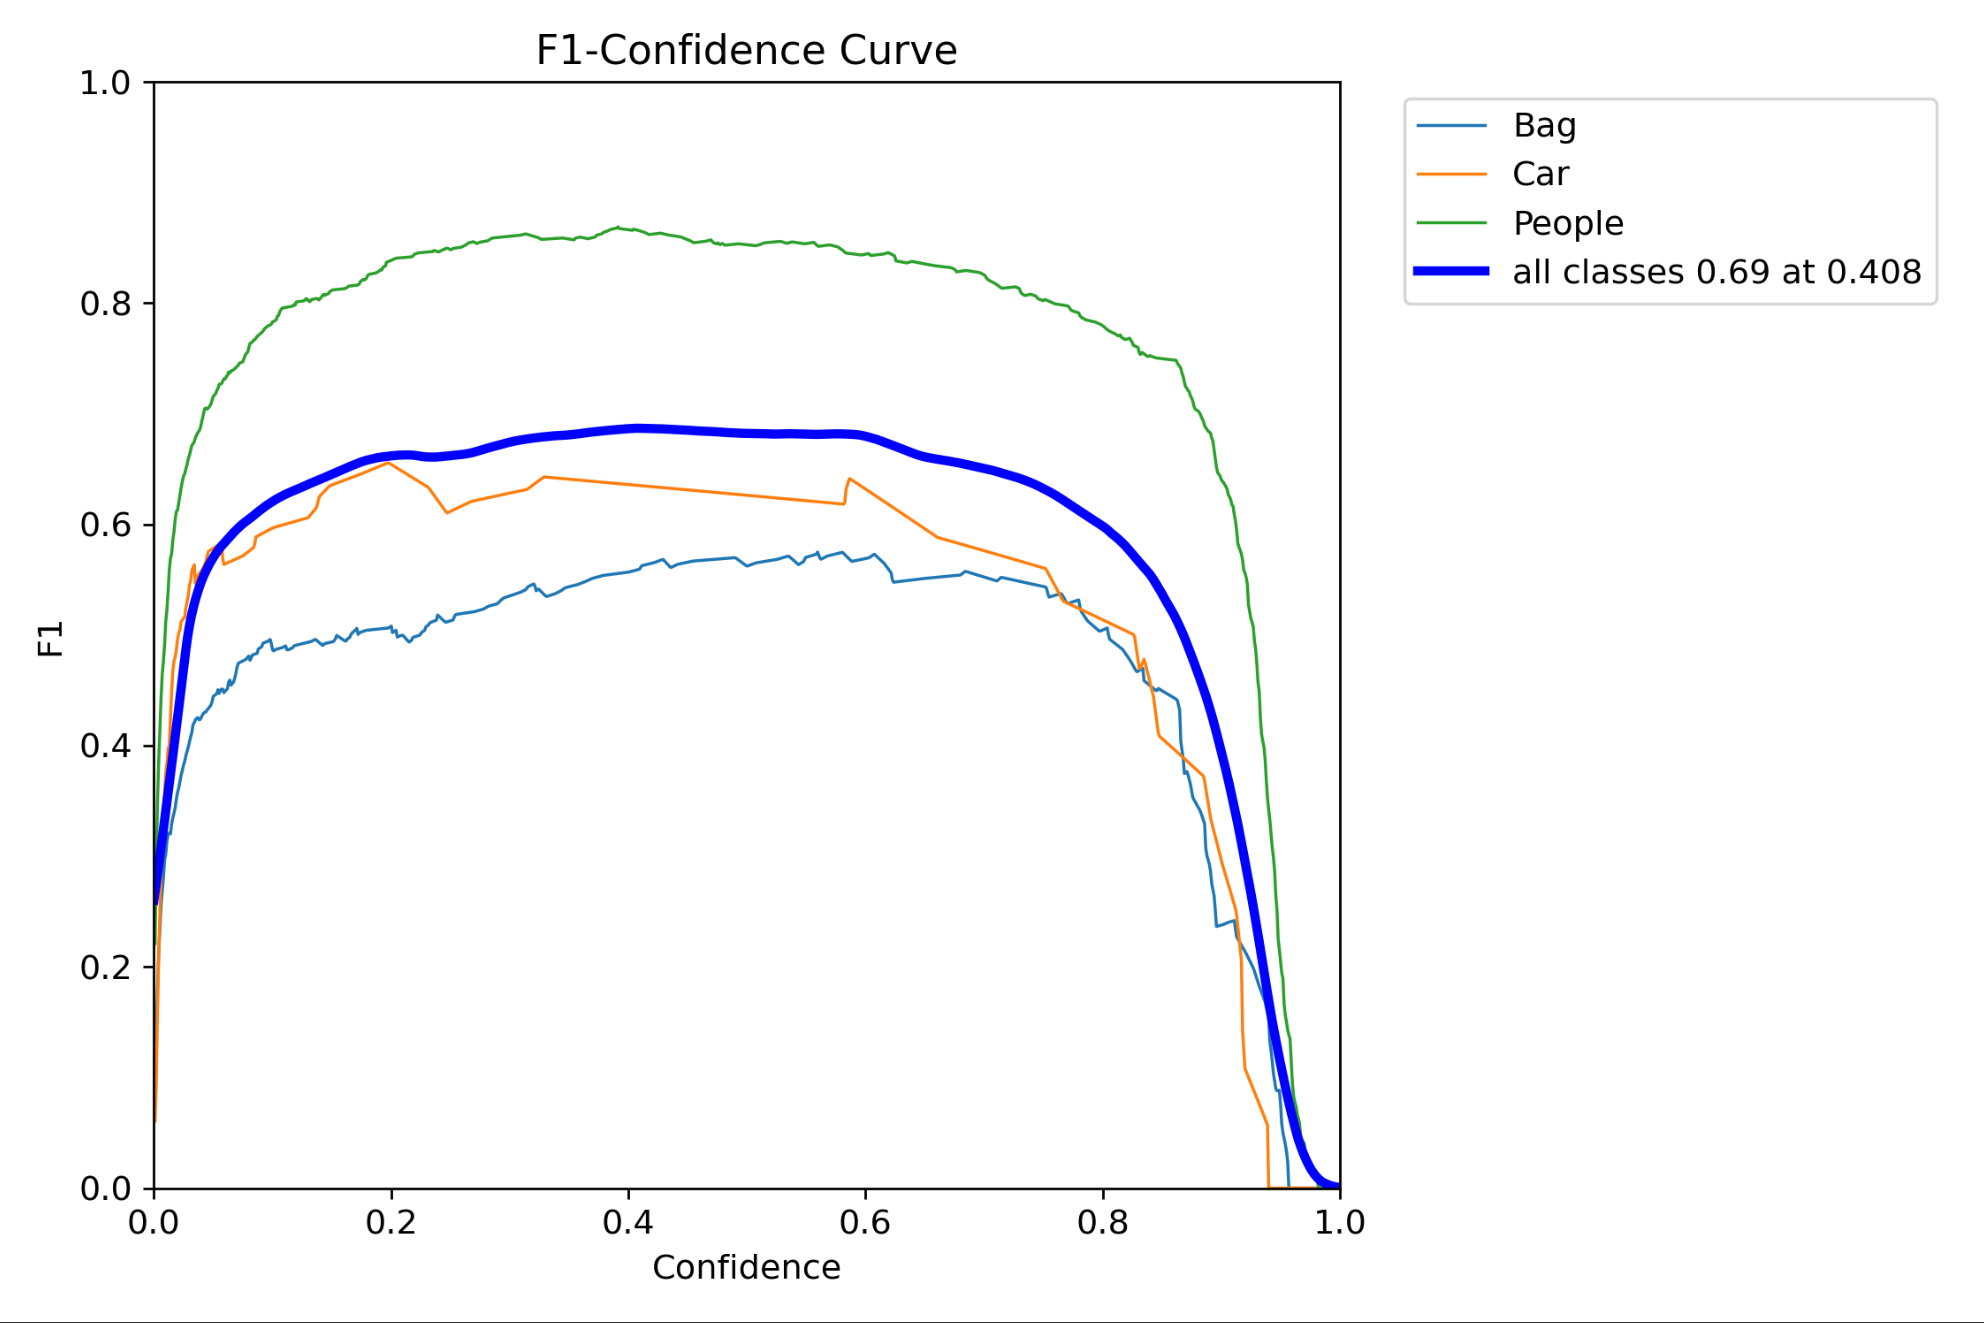 F1-Confidence Curve
1.0
0.8
0.6
0.4
0.2
0.0
F1
0.0 0.2 0.4 0.6 0.8 1.0
Confidence
Bag
Car
People
all classes 0.69 at 0.408